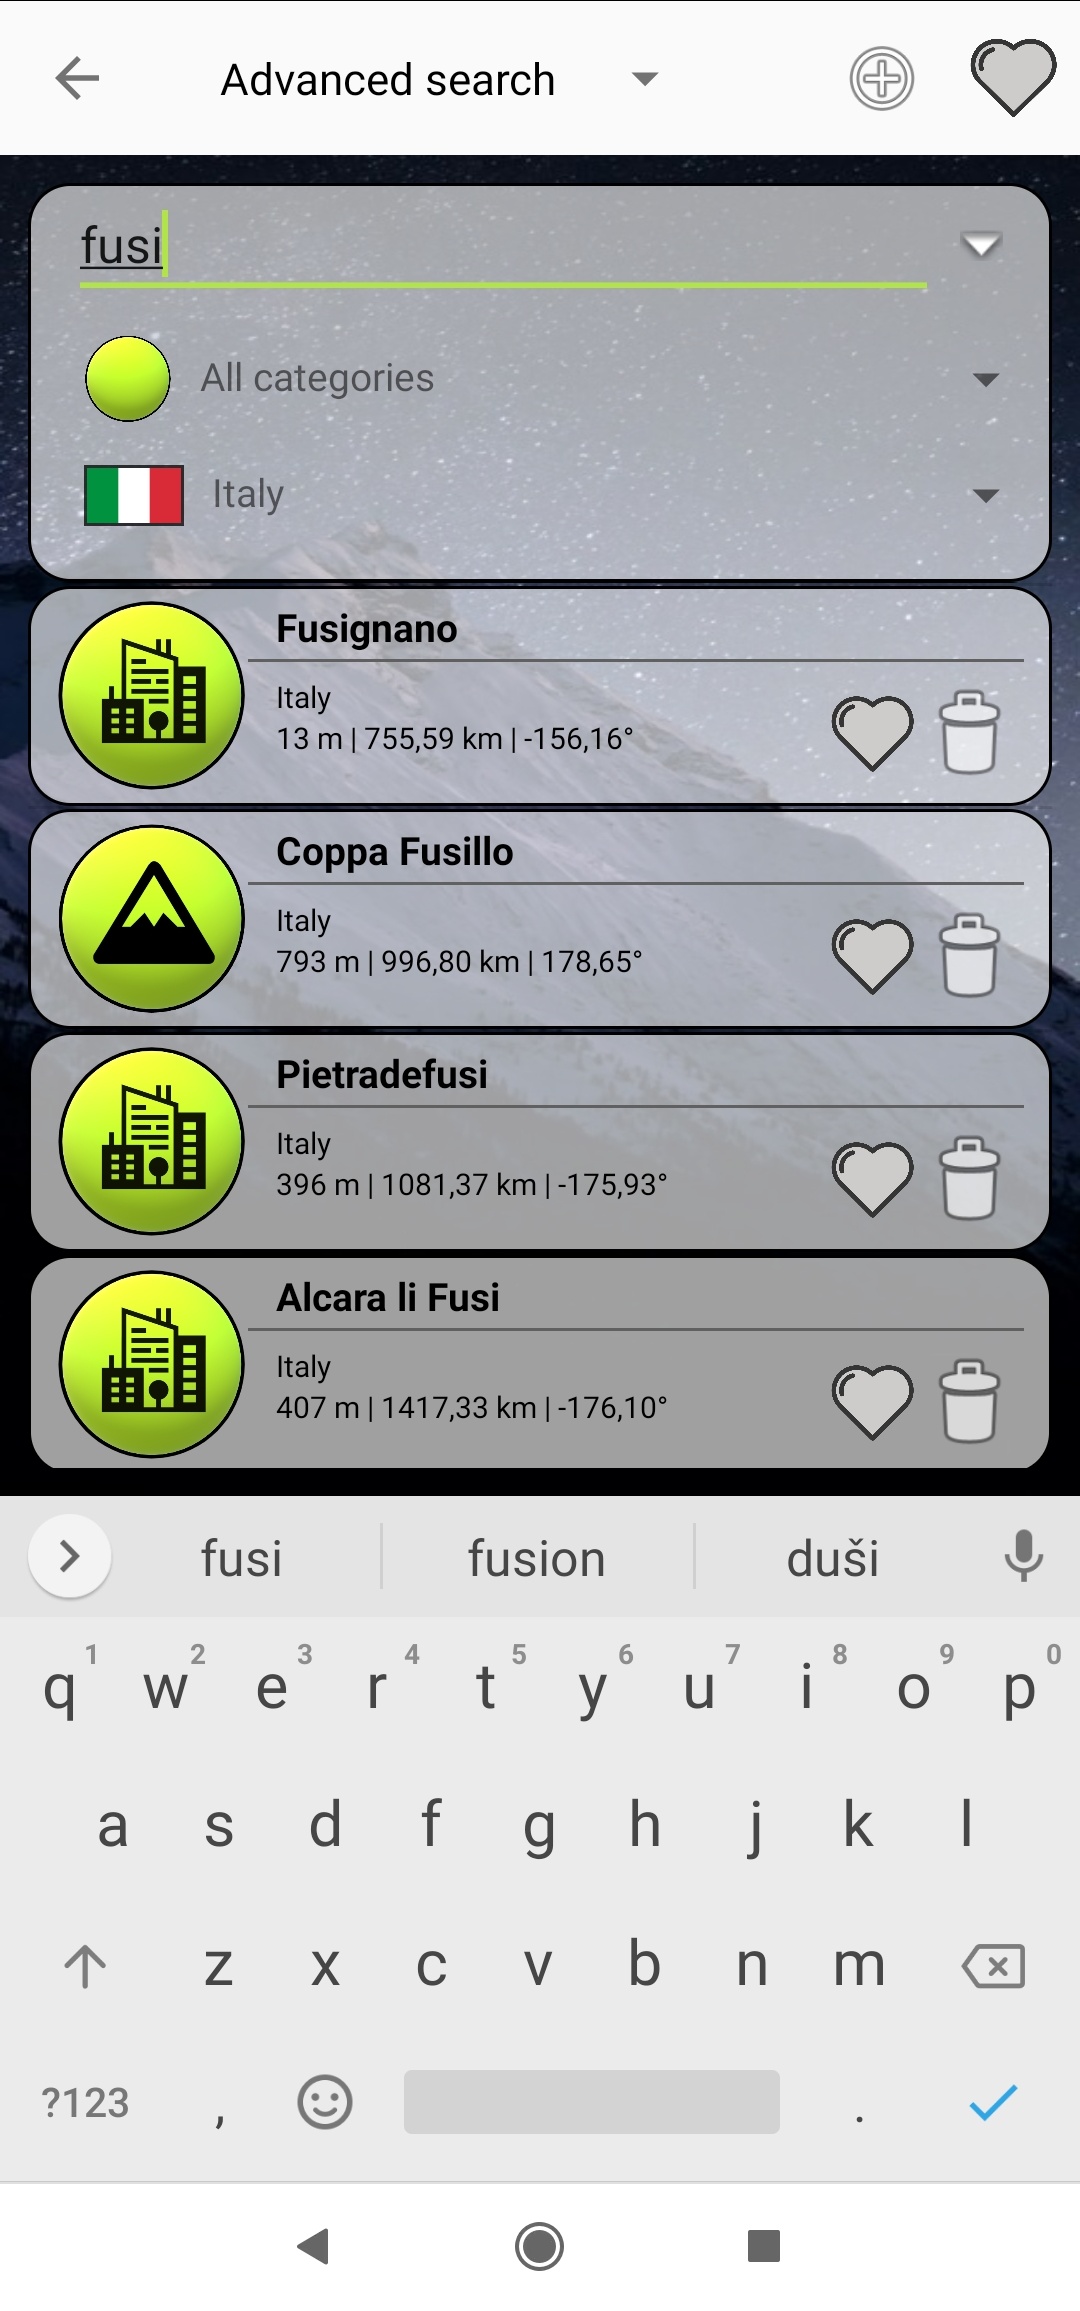 Advanced search
fusi
All categories
Italy
Fusignano
Italy
13 m | 755,59 km | -156,16°
Coppa Fusillo
Italy
793 m | 996,80 km | 178,65°
Pietradefusi
Italy
396 m | 1081,37 km | -175,93°
Alcara li Fusi
Italy
407 m | 1417,33 km | -176,10°
fusi fusion duši
1 2 3 4 5 6 7 8 9 0
q w e r t y u i o p
a s d f g h j k l
z x c v b n m
?123 , .